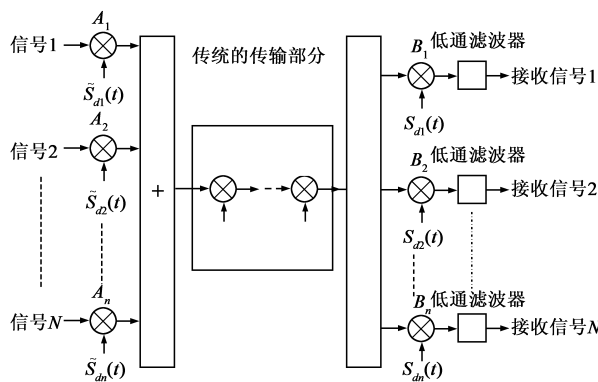 A1
信号1
S̃d1(t)
A2
信号2
S̃d2(t)
An
信号N
S̃dn(t)
+
传统的传输部分
B1 低通滤波器
接收信号1
Sd1(t)
B2 低通滤波器
接收信号2
Sd2(t)
Bn 低通滤波器
接收信号N
Sdn(t)